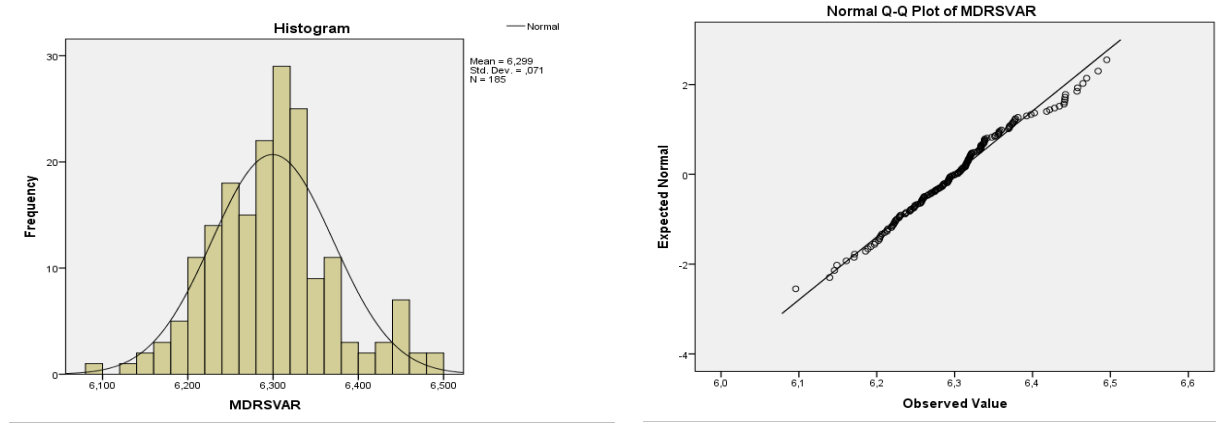 Histogram
Normal
Mean = 6,299
Std. Dev. = ,071
N = 185
30
20
10
0
Frequency
6,100 6,200 6,300 6,400 6,500
MDRSVAR
Normal Q-Q Plot of MDRSVAR
2
0
-2
-4
Expected Normal
6,0 6,1 6,2 6,3 6,4 6,5 6,6
Observed Value